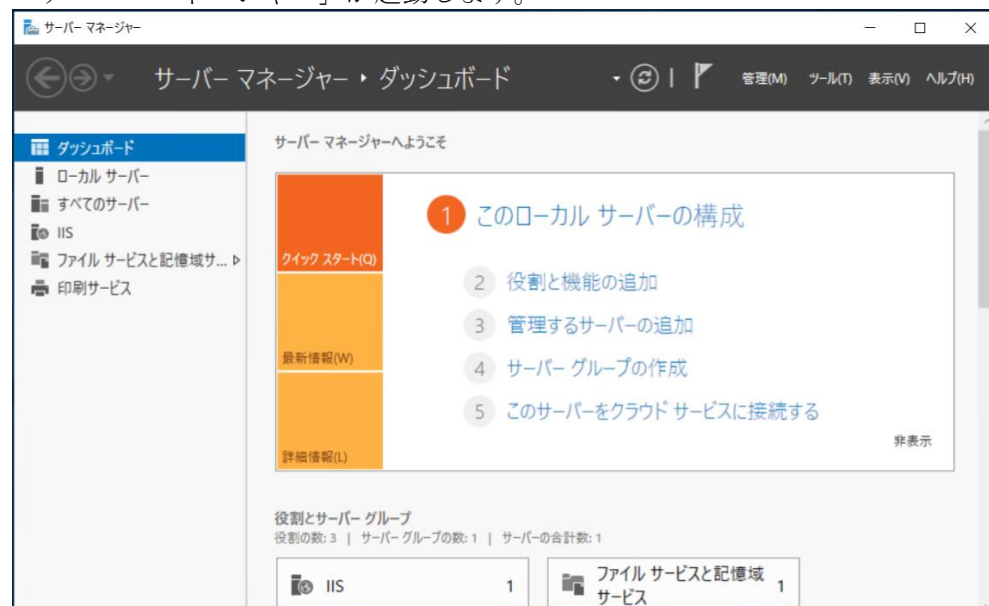 サーバー マネージャー
サーバー マネージャー・ダッシュボード
管理(M) ツール(T) 表示(V) ヘルプ(H)
ダッシュボード
ローカル サーバー
すべてのサーバー
IIS
ファイル サービスと記憶域サ...
印刷サービス
サーバー マネージャーへようこそ
クイック スタート(Q)
最新情報(W)
詳細情報(L)
1 このローカル サーバーの構成
2 役割と機能の追加
3 管理するサーバーの追加
4 サーバー グループの作成
5 このサーバーをクラウド サービスに接続する
非表示
役割とサーバー グループ
役割の数: 3 | サーバー グループの数: 1 | サーバーの合計数: 1
IIS 1
ファイル サービスと記憶域 1
サービス